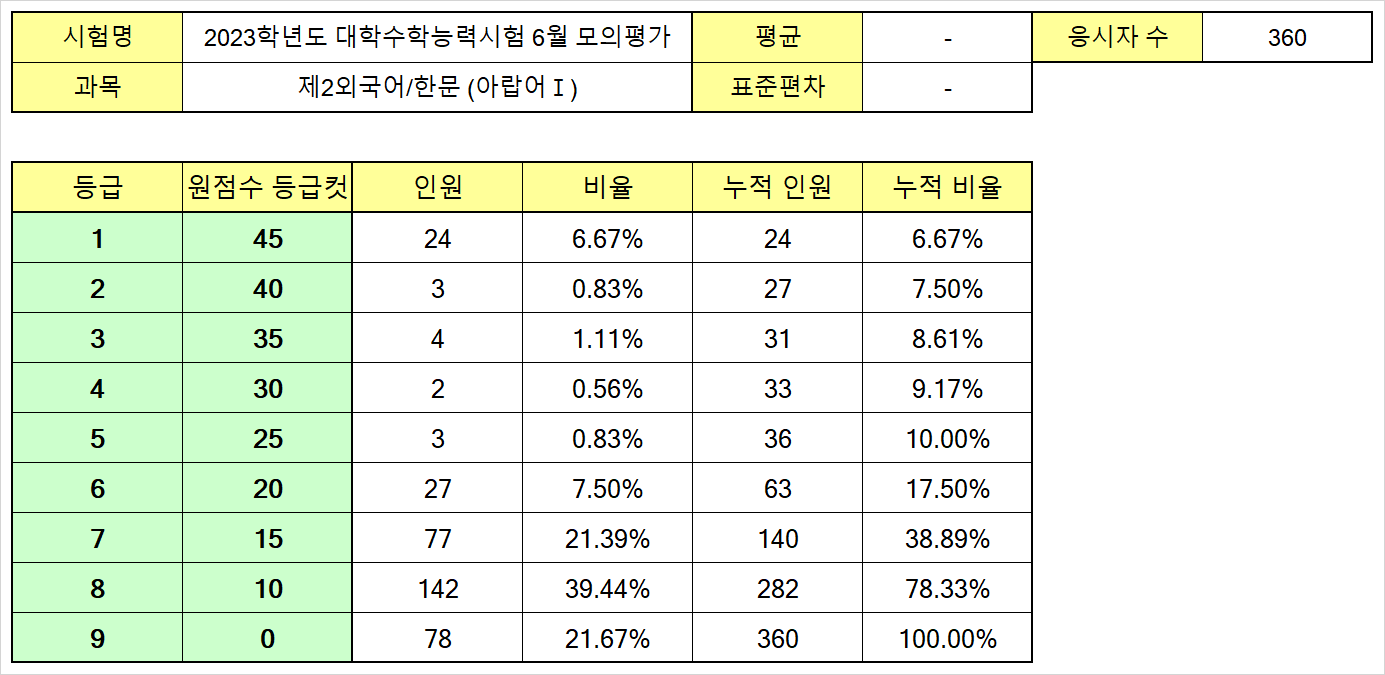 시험명 2023학년도 대학수학능력시험 6월 모의평가 평균 - 응시자 수 360
과목 제2외국어/한문 (아랍어Ⅰ) 표준편차 -
등급 원점수 등급컷 인원 비율 누적 인원 누적 비율
1 45 24 6.67% 24 6.67%
2 40 3 0.83% 27 7.50%
3 35 4 1.11% 31 8.61%
4 30 2 0.56% 33 9.17%
5 25 3 0.83% 36 10.00%
6 20 27 7.50% 63 17.50%
7 15 77 21.39% 140 38.89%
8 10 142 39.44% 282 78.33%
9 0 78 21.67% 360 100.00%